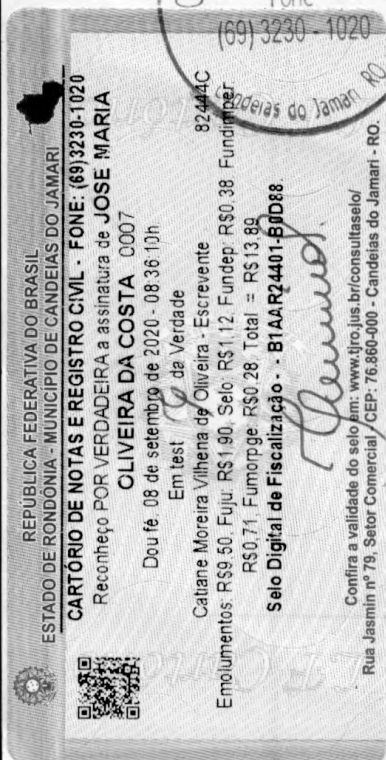 Fone
(69) 3230 - 1020
Candeias do Jamari RO
REPÚBLICA FEDERATIVA DO BRASIL
ESTADO DE RONDÔNIA - MUNICÍPIO DE CANDEIAS DO JAMARI
CARTÓRIO DE NOTAS E REGISTRO CIVIL - FONE: (69)3230-1020
Reconheço POR VERDADEIRA a assinatura de JOSE MARIA
OLIVEIRA DA COSTA 0007
Dou fé. 08 de setembro de 2020 - 08:36:10h
Em test da Verdade
Catiane Moreira Vilhena de Oliveira - Escrevente 82444C
Emolumentos: R$9,50, Fuju: R$1,90, Selo: R$1,12, Fundep: R$0,38 Fundimper:
R$0,71, Fumorpge: R$0,28, Total = R$13,89
Selo Digital de Fiscalização - - B1AAR24401-B0D88.
Confira a validade do selo em: www.tjro.jus.br/consultaselo/
Rua Jasmin nº 79, Setor Comercial, CEP: 76.860-000 - Candeias do Jamari - RO.